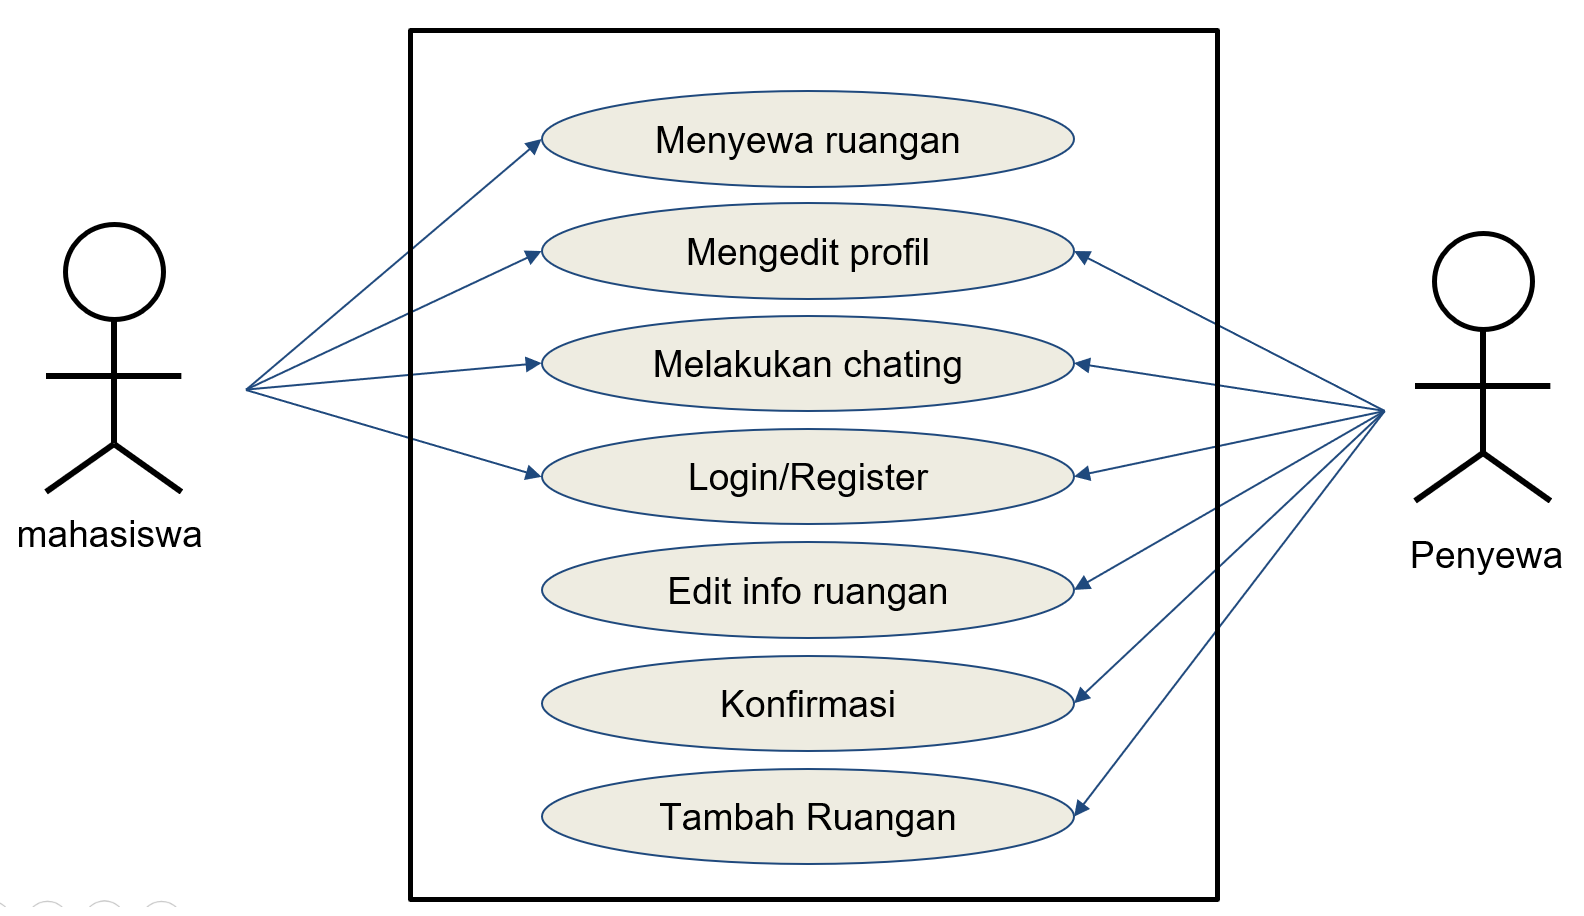 Menyewa ruangan
Mengedit profil
Melakukan chating
Login/Register
Edit info ruangan
Konfirmasi
Tambah Ruangan
mahasiswa
Penyewa